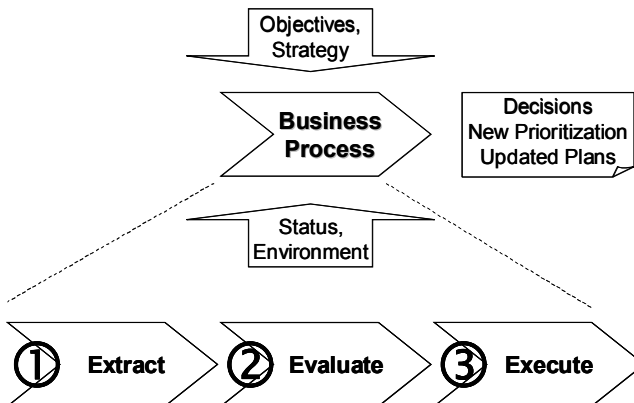 Objectives,
Strategy
Business
Process
Decisions
New Prioritization
Updated Plans
Status,
Environment
1 Extract
2 Evaluate
3 Execute